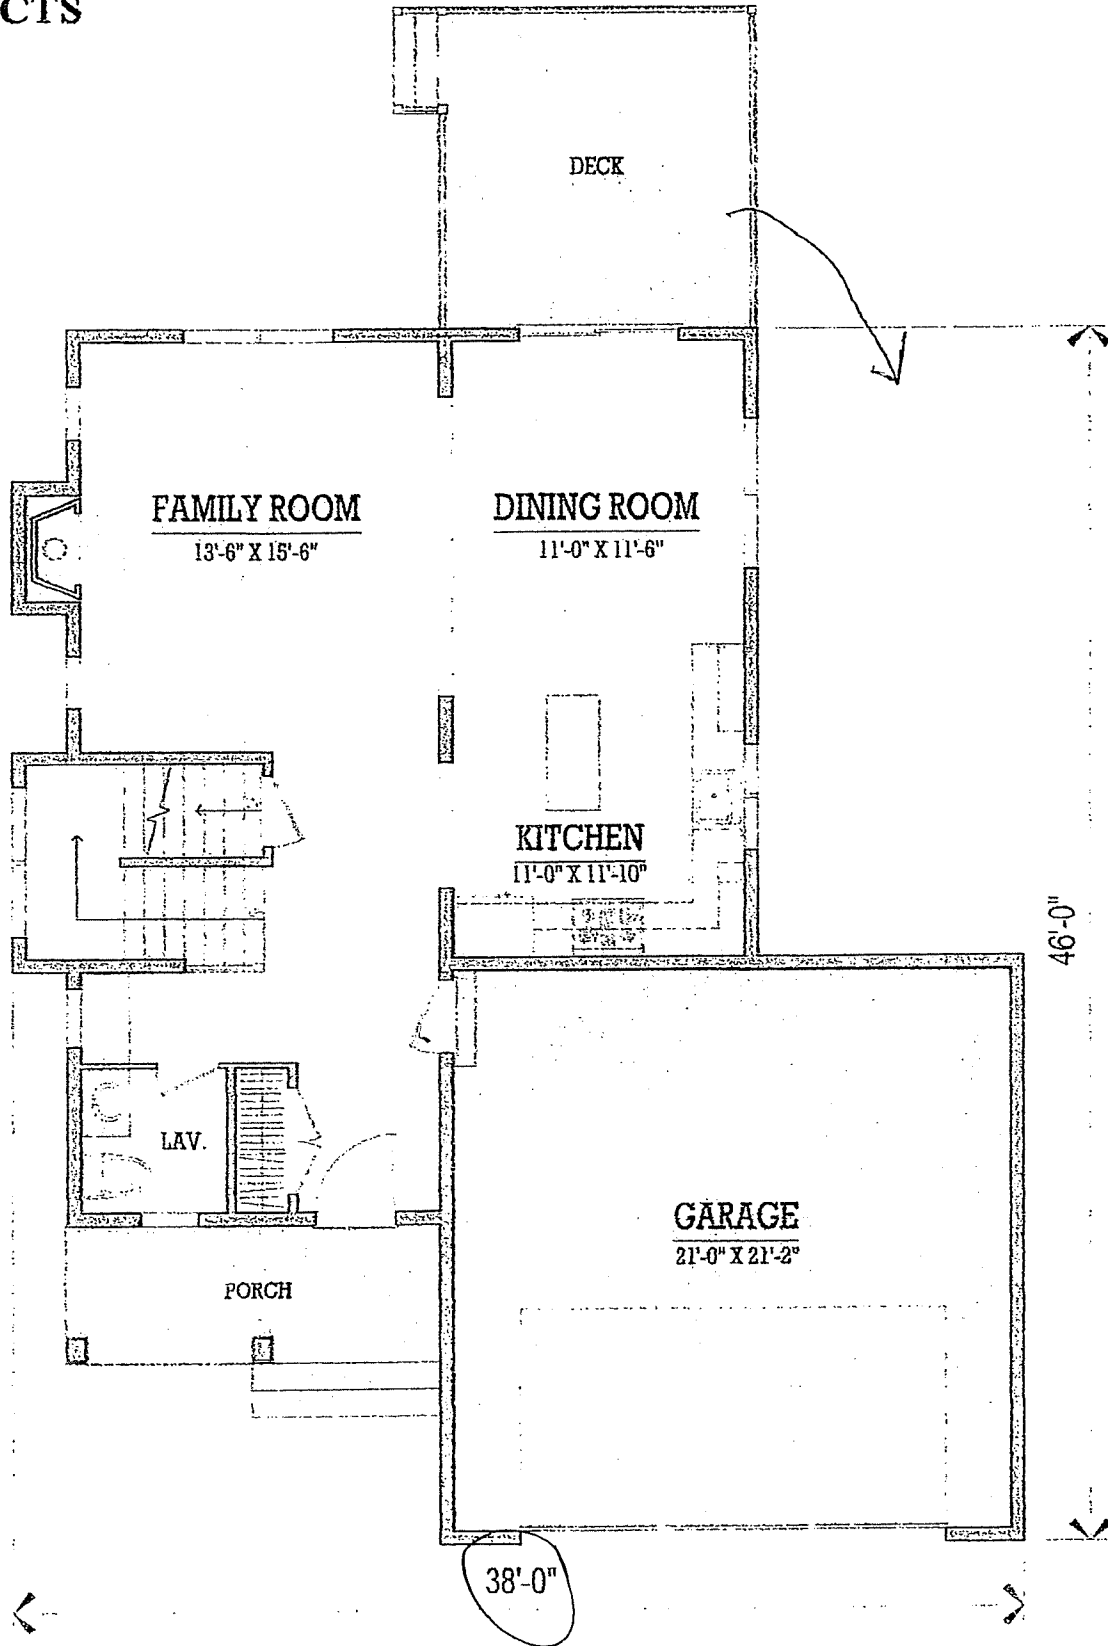 CTS
DECK
FAMILY ROOM
13'-6" X 15'-6"
DINING ROOM
11'-0" X 11'-6"
KITCHEN
11'-0" X 11'-10"
46'-0"
LAV.
GARAGE
21'-0" X 21'-2"
PORCH
38'-0"